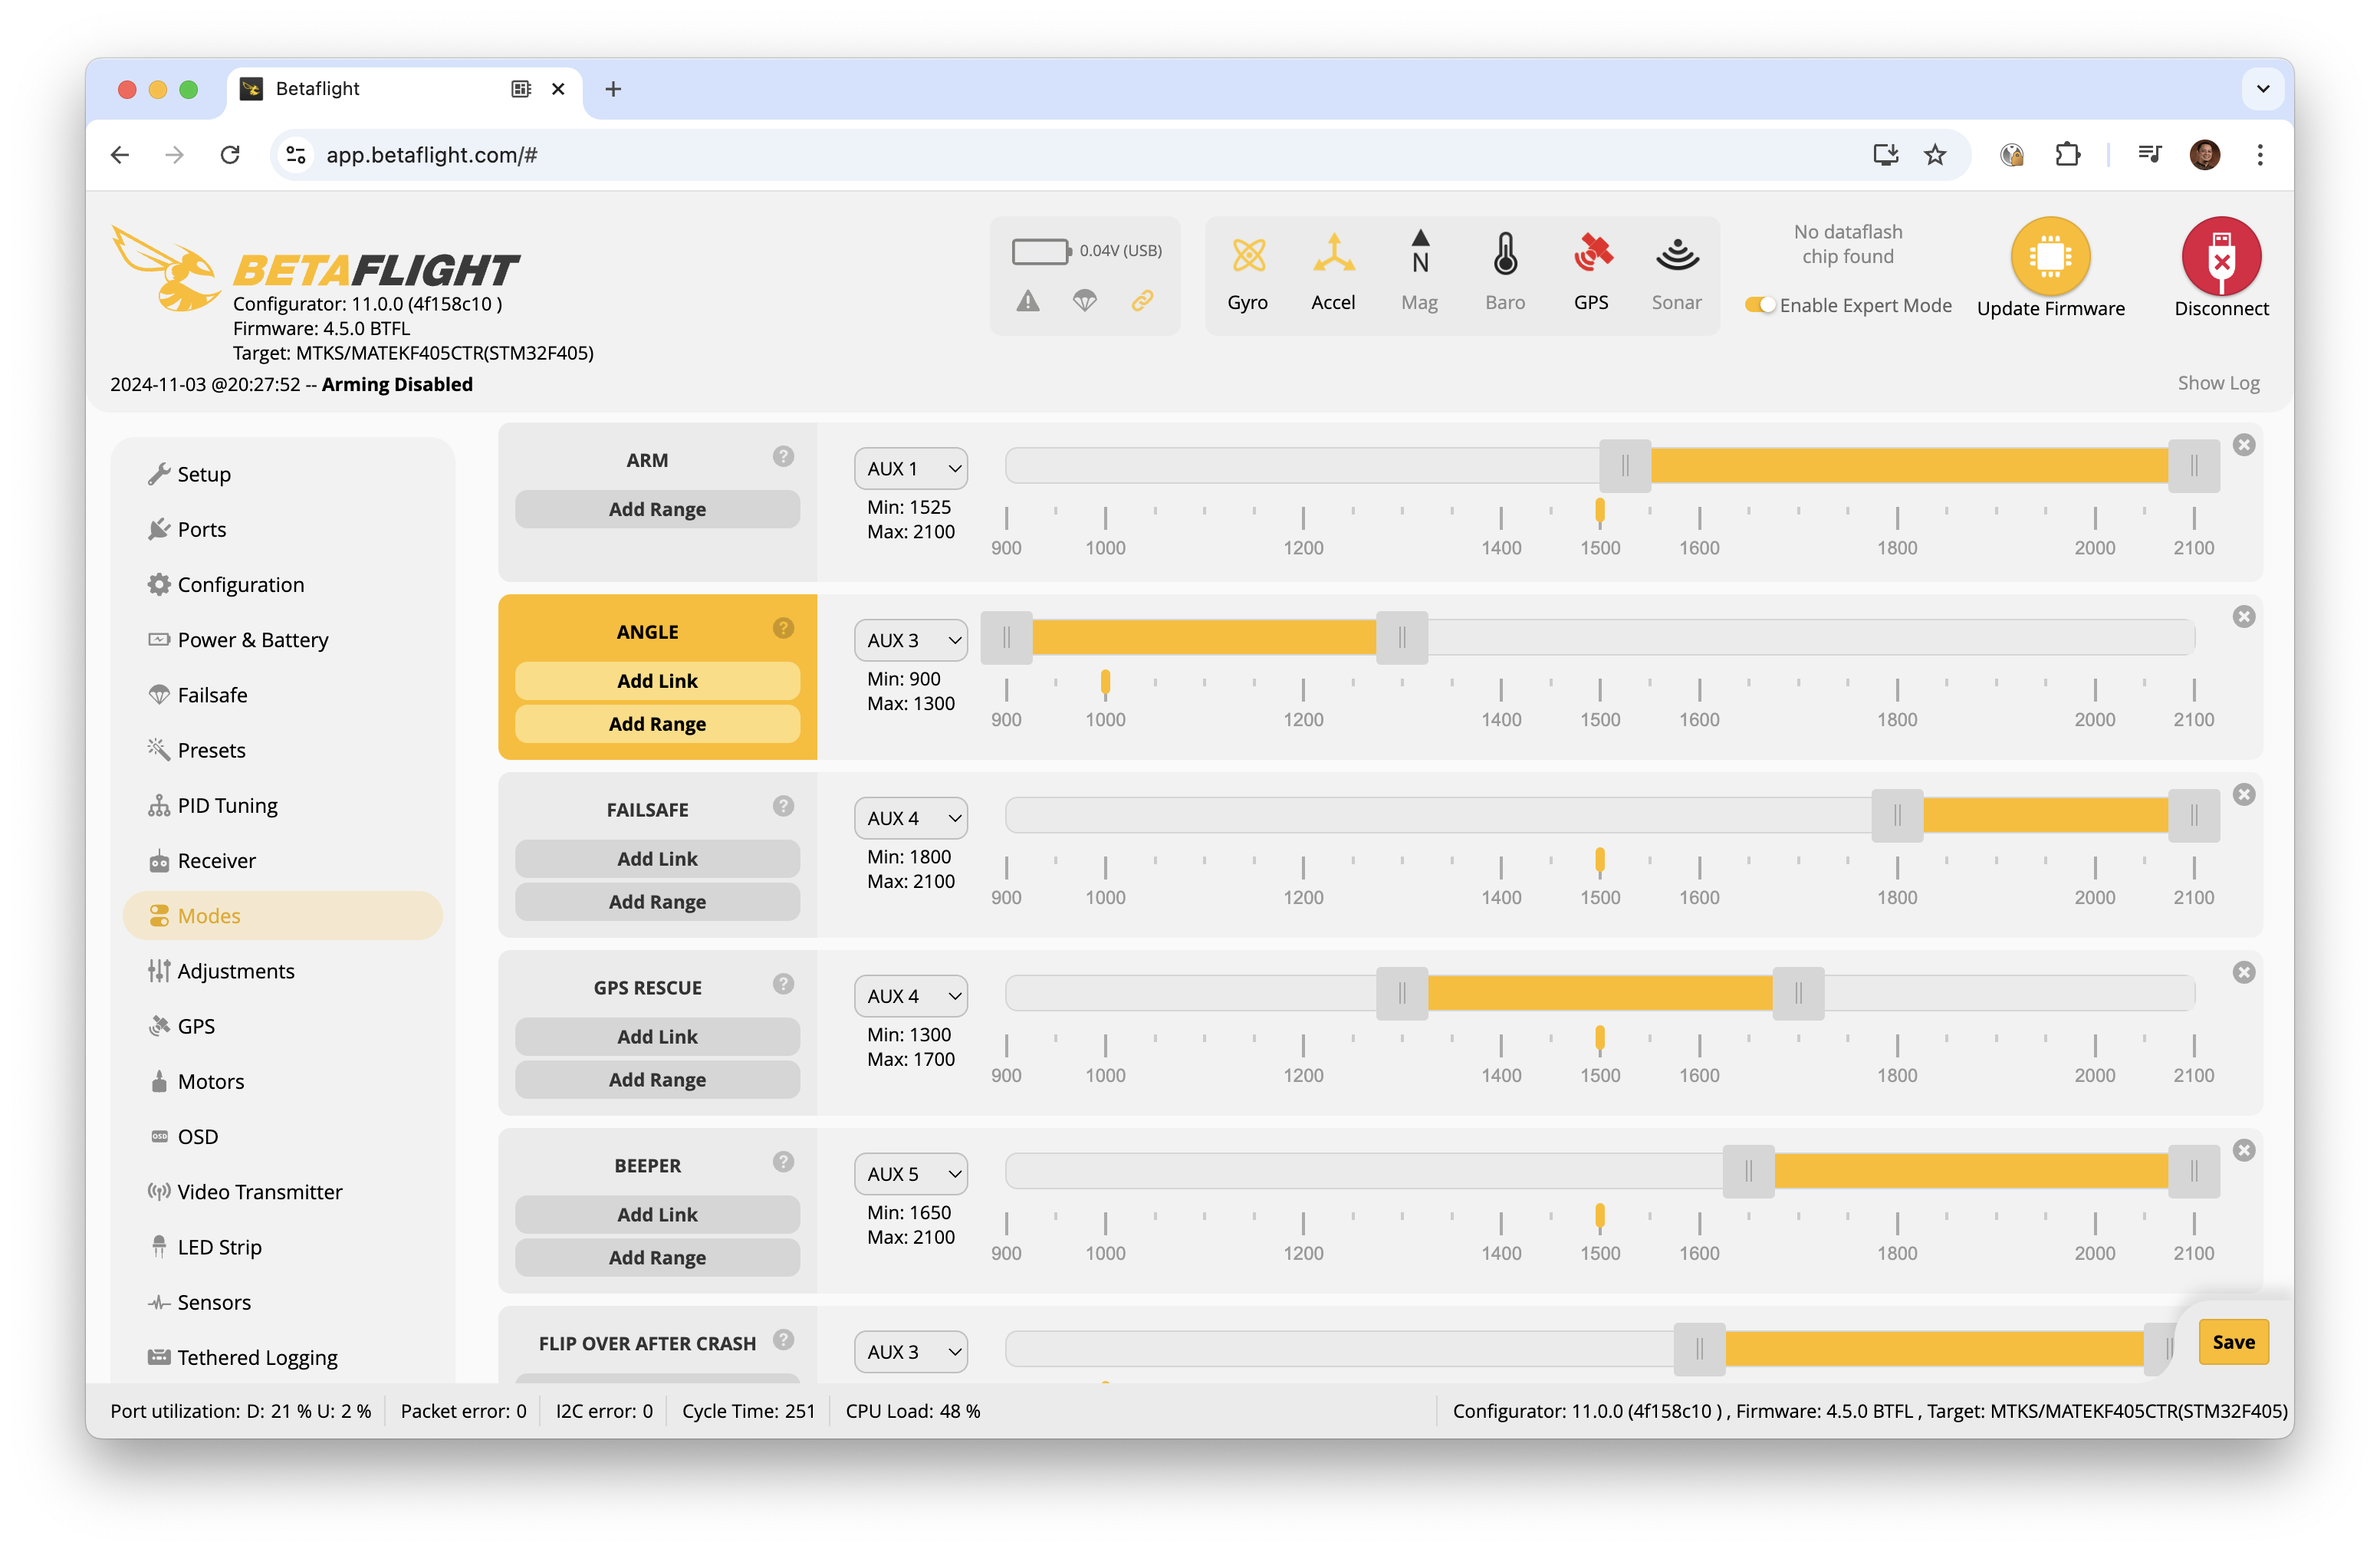 Betaflight
app.betaflight.com/#
BETAFLIGHT
Configurator: 11.0.0 (4f158c10 )
Firmware: 4.5.0 BTFL
Target: MTKS/MATEKF405CTR(STM32F405)
2024-11-03 @20:27:52 -- Arming Disabled
0.04V (USB)
N
Gyro Accel Mag Baro GPS Sonar
No dataflash
chip found
Enable Expert Mode
Update Firmware
Disconnect
Show Log
Setup
Ports
Configuration
Power & Battery
Failsafe
Presets
PID Tuning
Receiver
Modes
Adjustments
GPS
Motors
OSD
OSD
Video Transmitter
LED Strip
Sensors
Tethered Logging
ARM ?
Add Range
AUX 1
Min: 1525
Max: 2100
900 1000 1200 1400 1500 1600 1800 2000 2100
ANGLE ?
Add Link
Add Range
AUX 3
Min: 900
Max: 1300
900 1000 1200 1400 1500 1600 1800 2000 2100
FAILSAFE ?
Add Link
Add Range
AUX 4
Min: 1800
Max: 2100
900 1000 1200 1400 1500 1600 1800 2000 2100
GPS RESCUE ?
Add Link
Add Range
AUX 4
Min: 1300
Max: 1700
900 1000 1200 1400 1500 1600 1800 2000 2100
BEEPER ?
Add Link
Add Range
AUX 5
Min: 1650
Max: 2100
900 1000 1200 1400 1500 1600 1800 2000 2100
FLIP OVER AFTER CRASH ?
AUX 3
Save
Port utilization: D: 21 % U: 2 % Packet error: 0 I2C error: 0 Cycle Time: 251 CPU Load: 48 % Configurator: 11.0.0 (4f158c10 ) , Firmware: 4.5.0 BTFL , Target: MTKS/MATEKF405CTR(STM32F405)